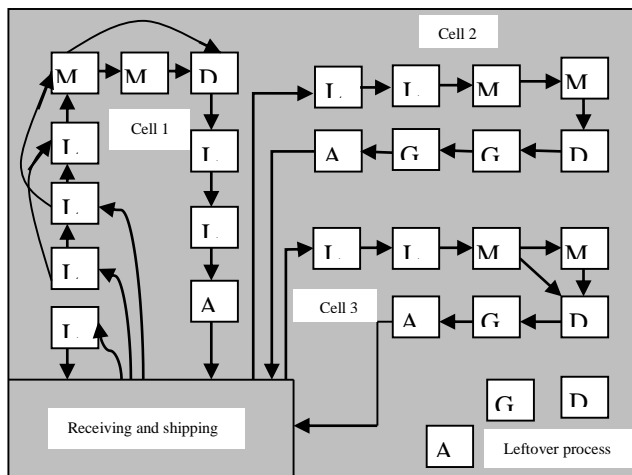 Cell 2
M M D
L L M M
Cell 1
L L
A G G D
L L
L L M M
L A
Cell 3
L
A G D
G D
Receiving and shipping
A Leftover process